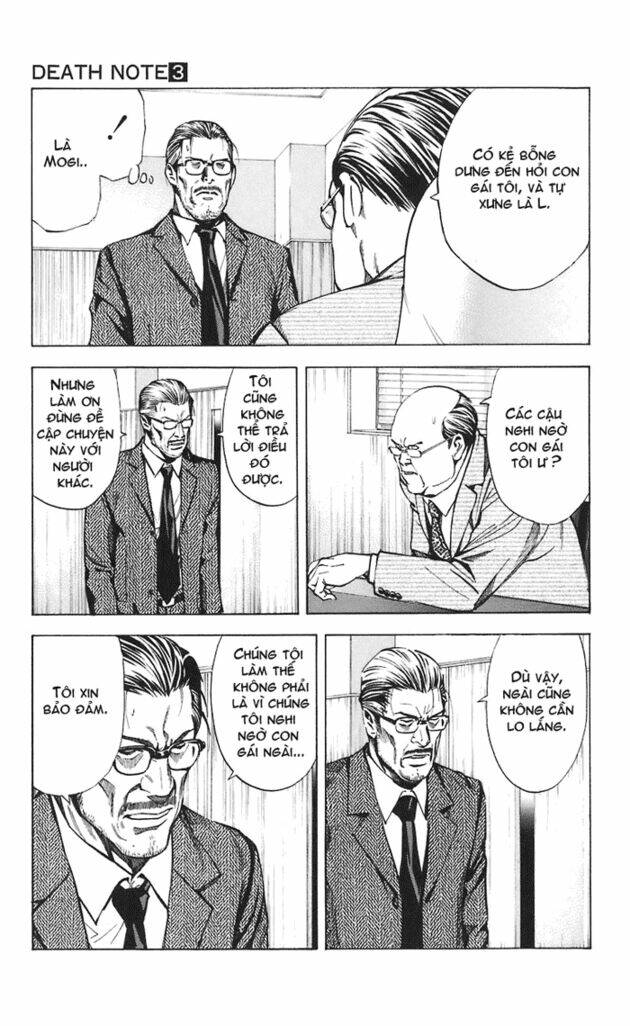 DEATH NOTE 3
CÓ KẺ BỖNG
DƯNG ĐẾN HỎI CON
GÁI TÔI, VÀ TỰ
XƯNG LÀ L.
!
LÀ
MOGI..
CÁC CẬU
NGHI NGỜ
CON GÁI
TÔI Ư ?
TÔI
CŨNG
KHÔNG
THỂ TRẢ
LỜI ĐIỀU
ĐÓ
ĐƯỢC.
NHƯNG
LÀM ƠN
ĐỪNG ĐỀ
CẬP CHUYỆN
NÀY VỚI
NGƯỜI
KHÁC.
DÙ VẬY,
NGÀI CŨNG
KHÔNG CẦN
LO LẮNG.
CHÚNG TÔI
LÀM THẾ
KHÔNG PHẢI
LÀ VÌ CHÚNG
TÔI NGHI
NGỜ CON
GÁI NGÀI...
TÔI XIN
BẢO ĐẢM.